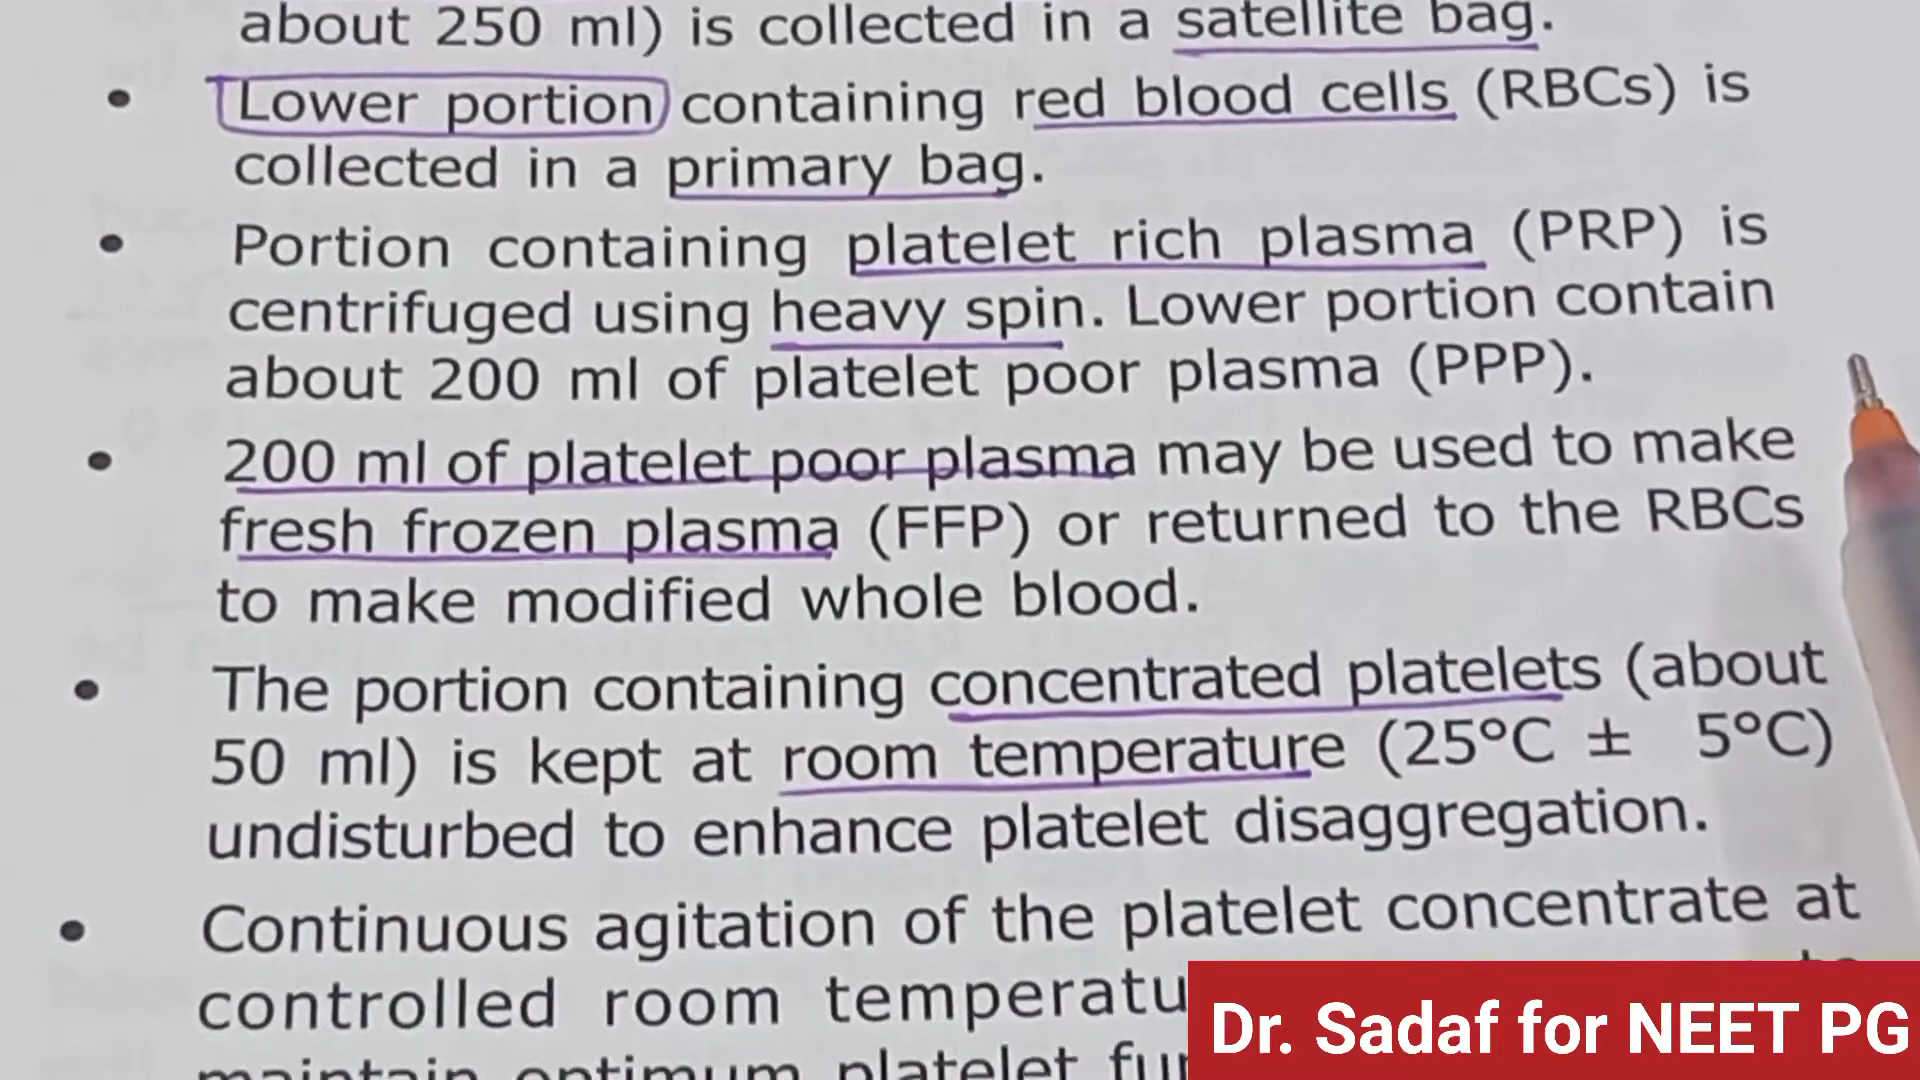 about 250 ml) is collected in a satellite bag.
• Lower portion containing red blood cells (RBCs) is
collected in a primary bag.
• Portion containing platelet rich plasma (PRP) is
centrifuged using heavy spin. Lower portion contain
about 200 ml of platelet poor plasma (PPP).
• 200 ml of platelet poor plasma may be used to make
fresh frozen plasma (FFP) or returned to the RBCs
to make modified whole blood.
• The portion containing concentrated platelets (about
50 ml) is kept at room temperature (25°C ± 5°C)
undisturbed to enhance platelet disaggregation.
• Continuous agitation of the platelet concentrate at
controlled room
maintain optimum platelet
Dr. Sadaf for NEET PG